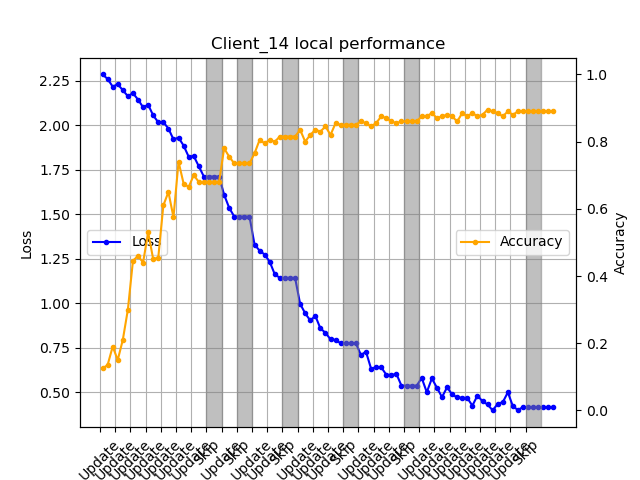 Client_14 local performance
2.25
2.00
1.75
1.50
1.25
1.00
0.75
0.50
Loss
Loss
Accuracy
1.0
0.8
0.6
0.4
0.2
0.0
Accuracy
Update
Update
Update
Update
Update
Update
Update
Skip
Update
Skip
Update
Update
Skip
Update
Update
Update
Skip
Update
Update
Update
Skip
Update
Update
Update
Update
Update
Update
Update
Skip